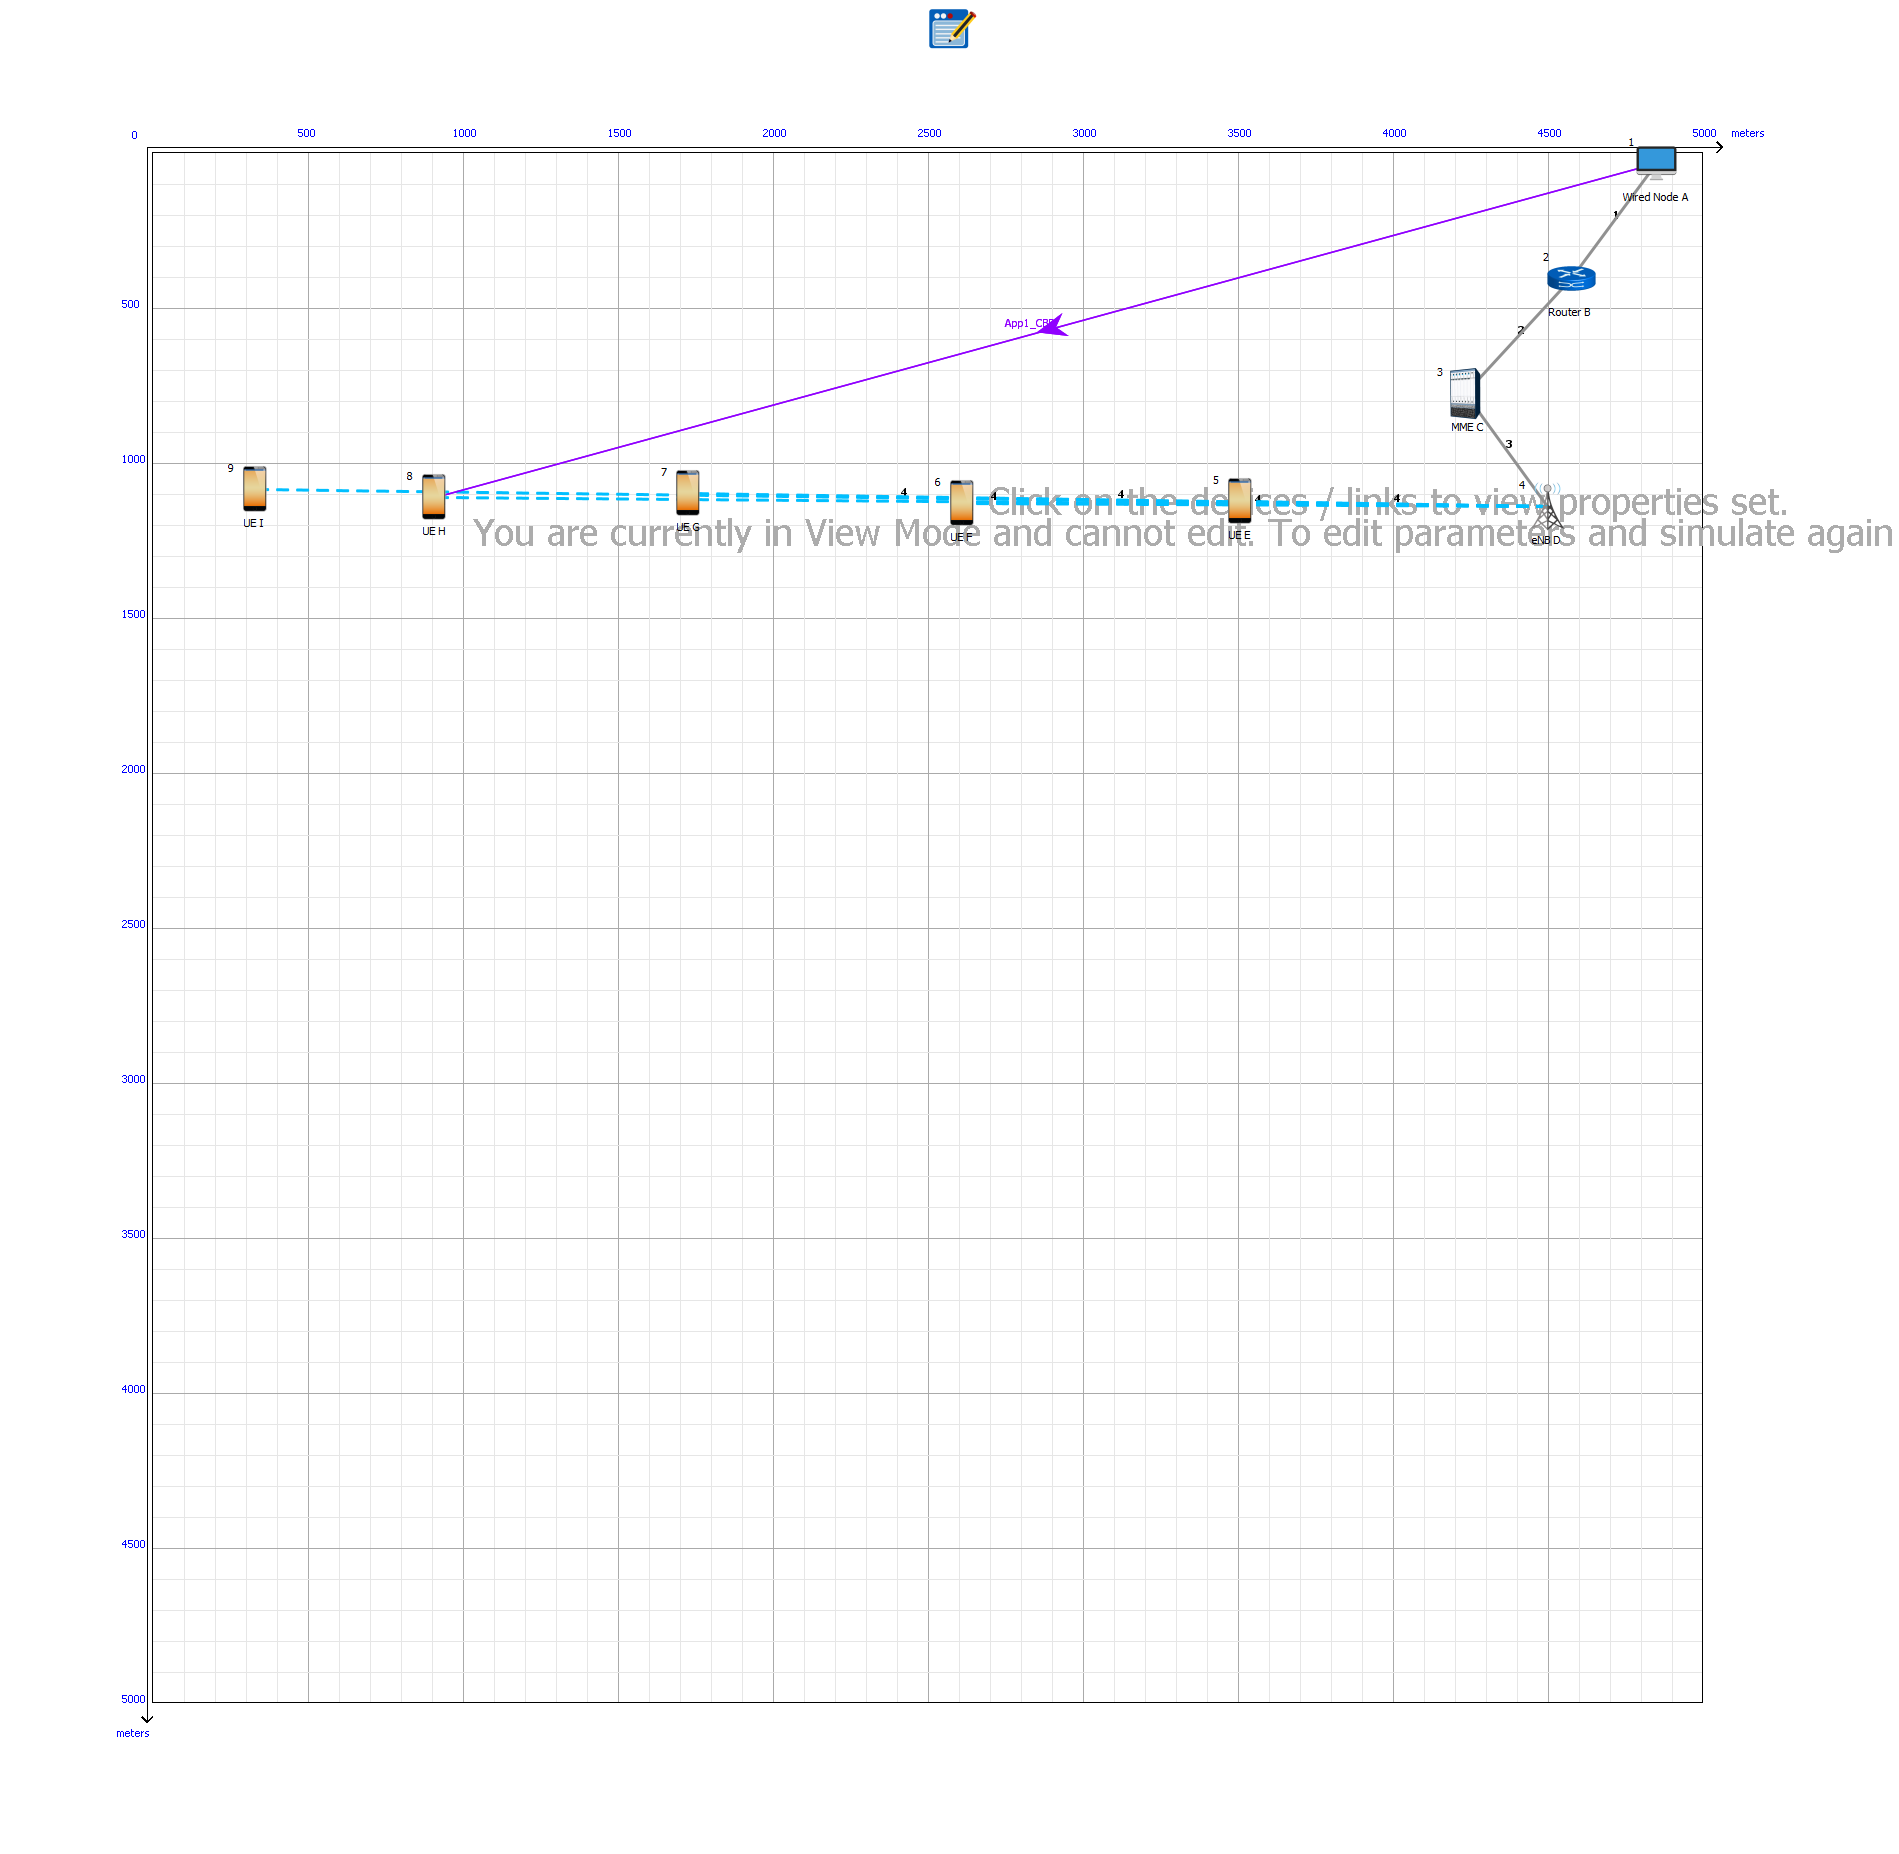 0 500 1000 1500 2000 2500 3000 3500 4000 4500 5000 meters
1
Wired Node A
1
2
Router B
500
App1_CBR
2
3
MME C
3
1000
9
8
7
6
5
4
4
4
4
4
4
Click on the devices / links to view properties set.
UE I
UE H
UE G
UE F
UE E
eNB D
You are currently in View Mode and cannot edit. To edit parameters and simulate again
1500
2000
2500
3000
3500
4000
4500
5000
meters